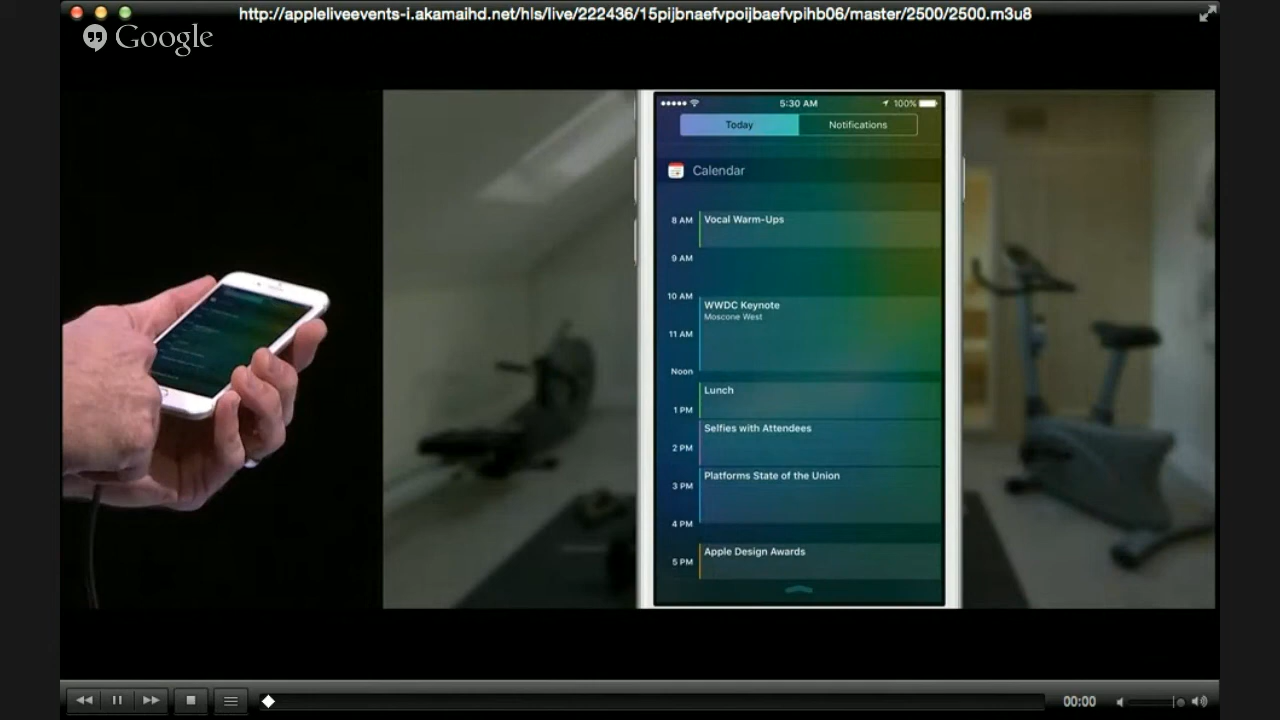 http://appleliveevents-i.akamaihd.net/hls/live/222436/15pijbnaefvpoijbaefvpihb06/master/2500/2500.m3u8
Google
5:30 AM
100%
Today
Notifications
Calendar
8 AM
Vocal Warm-Ups
9 AM
10 AM
WWDC Keynote
Moscone West
11 AM
Noon
Lunch
1 PM
Selfies with Attendees
2 PM
Platforms State of the Union
3 PM
4 PM
Apple Design Awards
5 PM
00:00